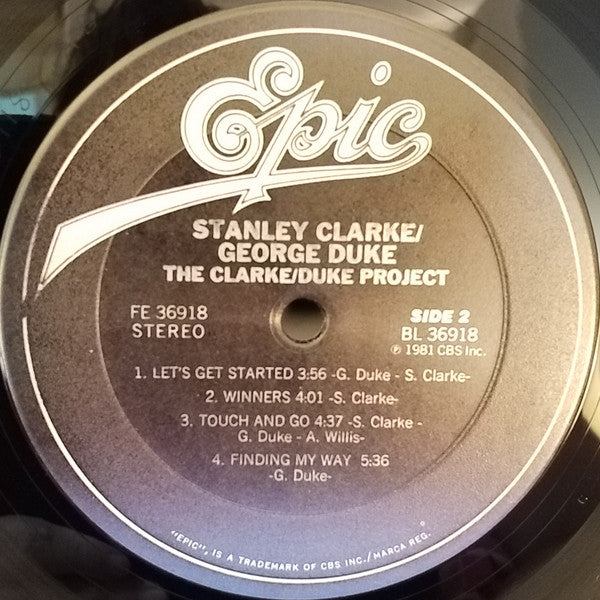 Epic
STANLEY CLARKE/
GEORGE DUKE
THE CLARKE/DUKE PROJECT
FE 36918
STEREO
SIDE 2
BL 36918
℗ 1981 CBS Inc.
1. LET'S GET STARTED 3:56 -G. Duke - S. Clarke-
2. WINNERS 4:01 -S. Clarke-
3. TOUCH AND GO 4:37 -S. Clarke -
G. Duke - A. Willis-
4. FINDING MY WAY 5:36
-G. Duke-
"EPIC", IS A TRADEMARK OF CBS INC./MARCA REG.